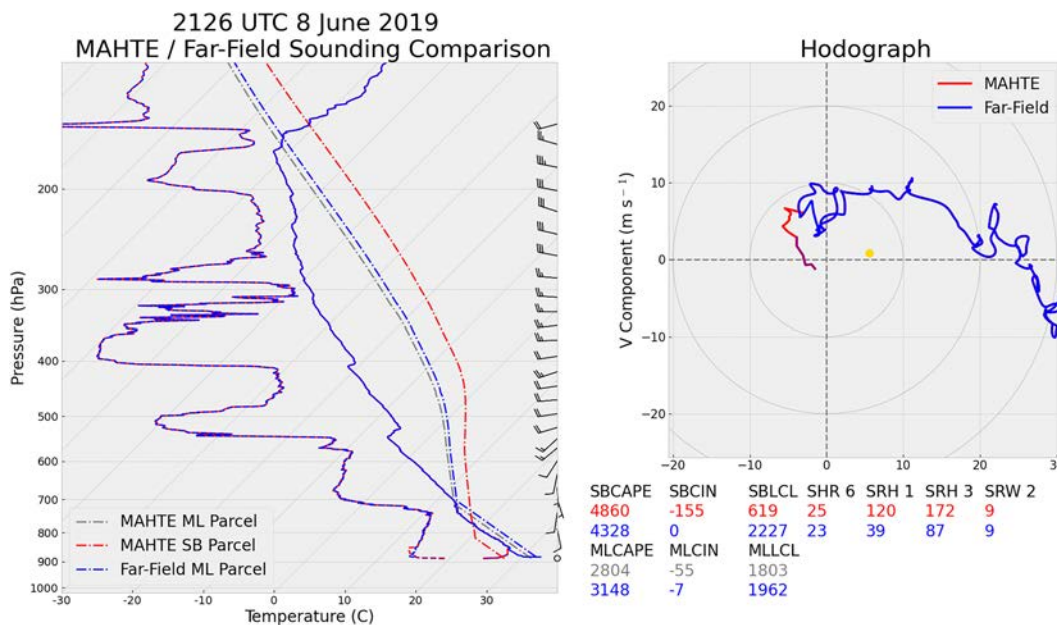 2126 UTC 8 June 2019
MAHTE / Far-Field Sounding Comparison
Pressure (hPa)
200
300
400
500
600
700
800
900
1000
-30 -20 -10 0 10 20 30
Temperature (C)
MAHTE ML Parcel
MAHTE SB Parcel
Far-Field ML Parcel
Hodograph
MAHTE
Far-Field
V Component (m s⁻¹)
20
10
0
−10
−20
−20 −10 0 10 20 30
SBCAPE SBCIN SBLCL SHR 6 SRH 1 SRH 3 SRW 2
4860 -155 619 25 120 172 9
4328 0 2227 23 39 87 9
MLCAPE MLCIN MLLCL
2804 -55 1803
3148 -7 1962